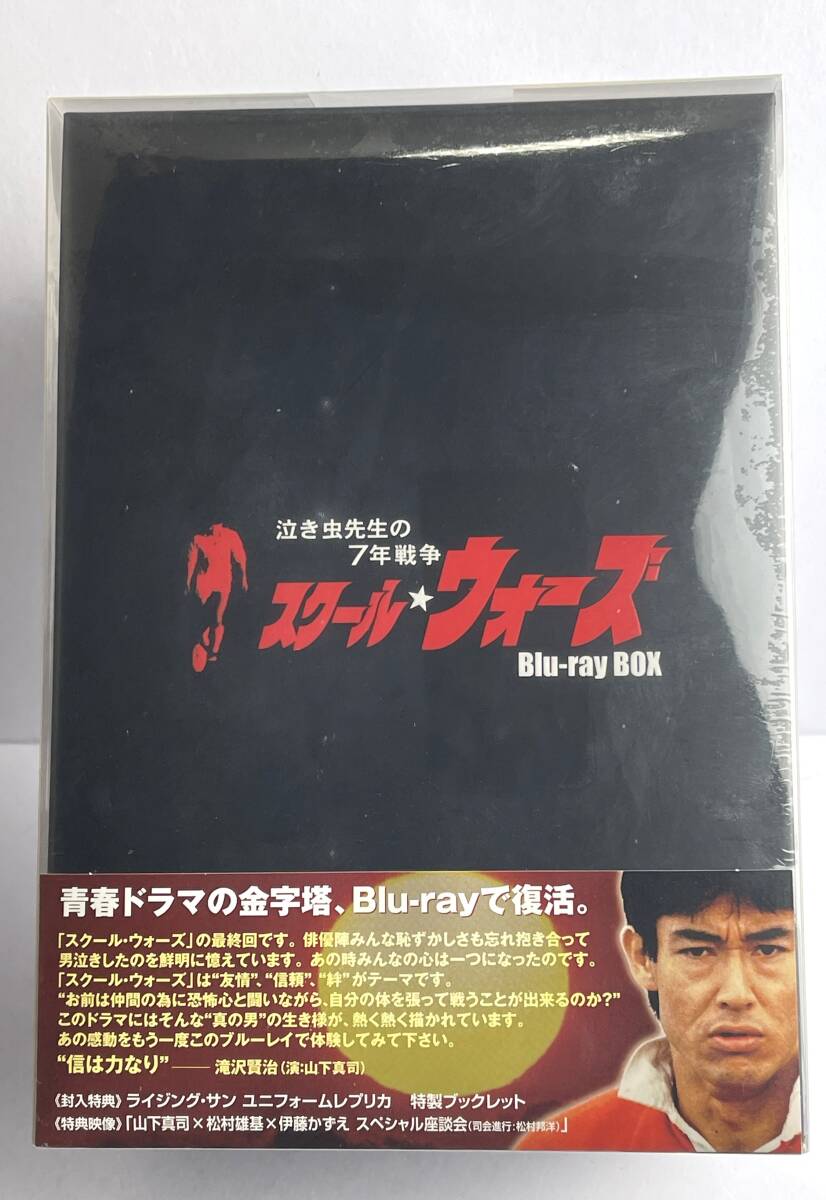 泣き虫先生の
7年戦争
スクール★ウォーズ
Blu-ray BOX
青春ドラマの金字塔、Blu-rayで復活。
「スクール・ウォーズ」の最終回です。俳優陣みんな恥ずかしさも忘れ抱き合って
男泣きしたのを鮮明に憶えています。あの時みんなの心は一つになったのです。
「スクール・ウォーズ」は“友情”、“信頼”、“絆”がテーマです。
“お前は仲間の為に恐怖心と闘いながら、自分の体を張って戦うことが出来るのか?”
このドラマにはそんな“真の男”の生き様が、熱く熱く描かれています。
あの感動をもう一度このブルーレイで体験してみて下さい。
“信は力なり”――― 滝沢賢治(演:山下真司)
《封入特典》ライジング・サン ユニフォームレプリカ 特製ブックレット
《特典映像》「山下真司×松村雄基×伊藤かずえ スペシャル座談会(司会進行:松村邦洋)」